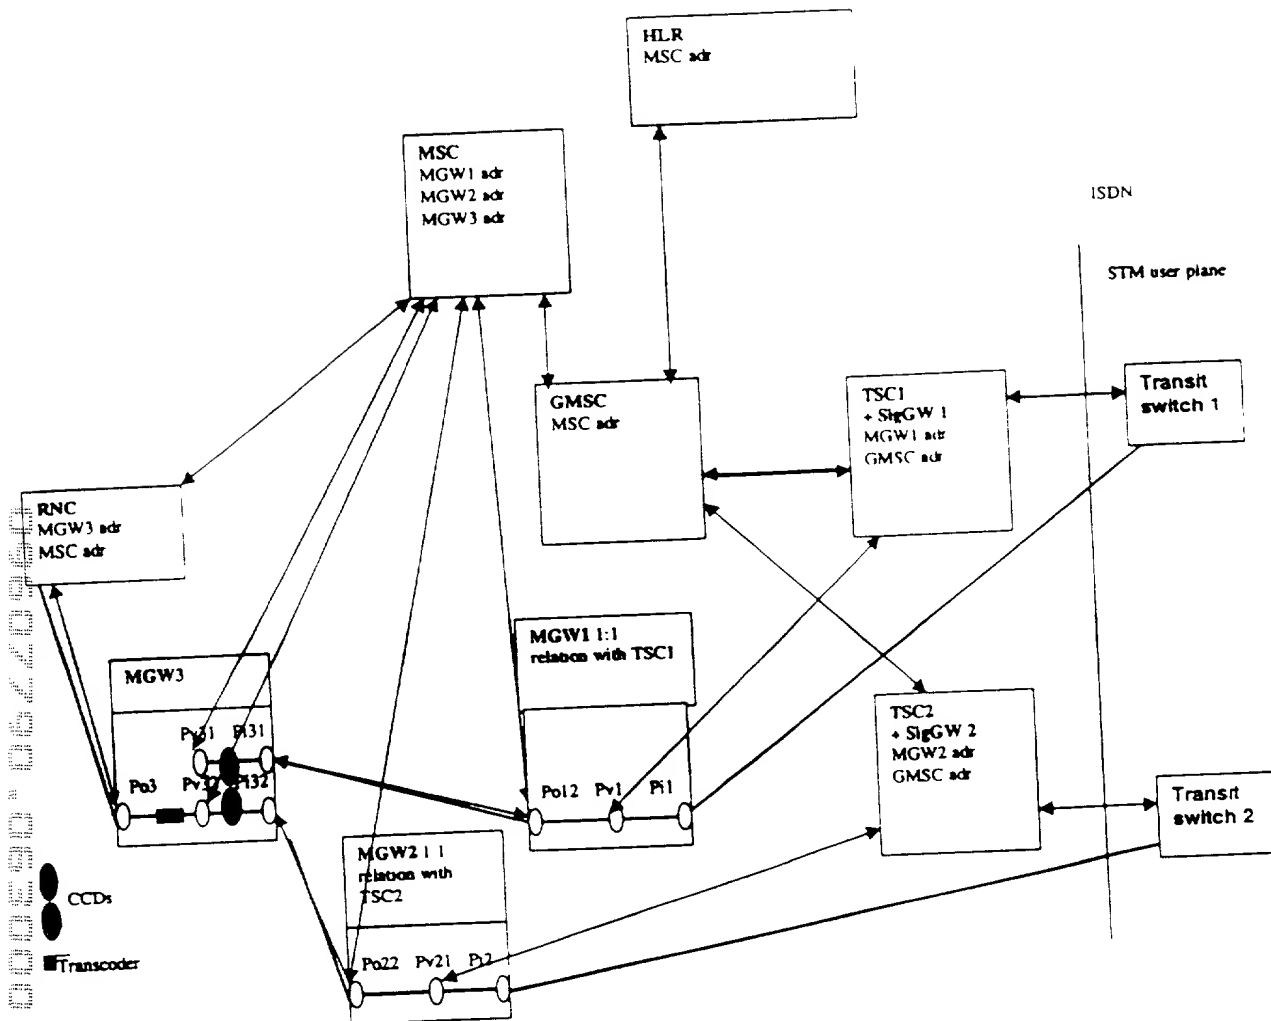 HLR
MSC adr
MSC
MGW1 adr
MGW2 adr
MGW3 adr
ISDN
STM user plane
GMSC
MSC adr
TSC1
+ SigGW 1
MGW1 adr
GMSC adr
Transit
switch 1
RNC
MGW3 adr
MSC adr
MGW1 1:1
relation with TSC1
MGW3
TSC2
+ SigGW 2
MGW2 adr
GMSC adr
Pv31 Pi31
Po3 Pv32 Pi32
Po12 Pv1 Pi1
Transit
switch 2
MGW2 1 1
relation with
TSC2
CCDs
Po22 Pv21 Pi2
Transcoder